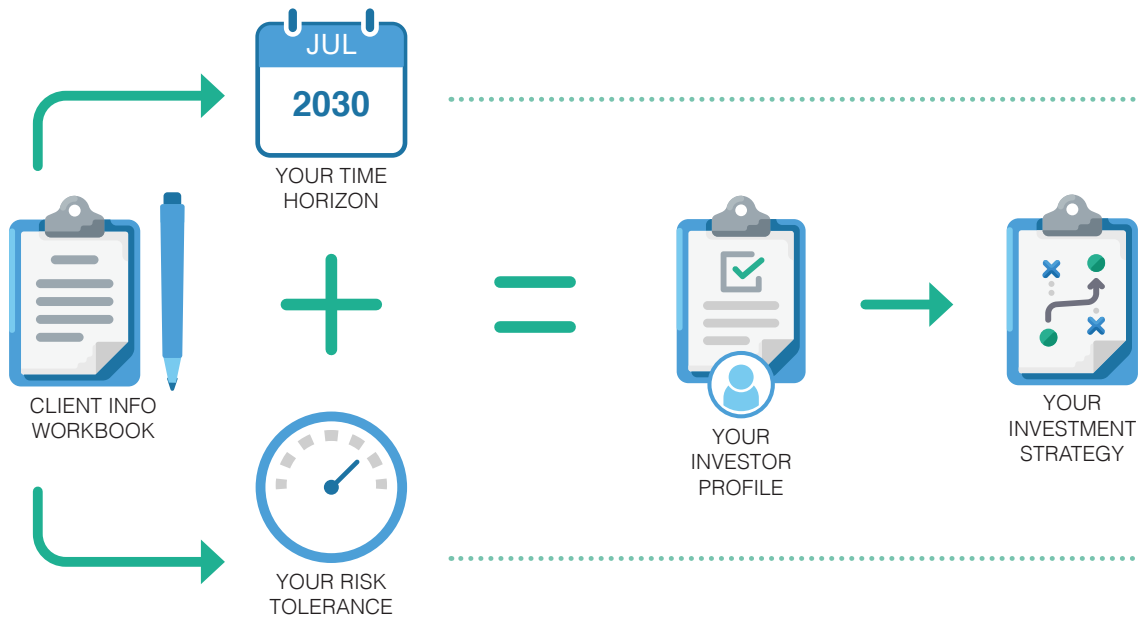 JUL
2030
YOUR TIME
HORIZON
CLIENT INFO
WORKBOOK
YOUR RISK
TOLERANCE
YOUR
INVESTOR
PROFILE
YOUR
INVESTMENT
STRATEGY